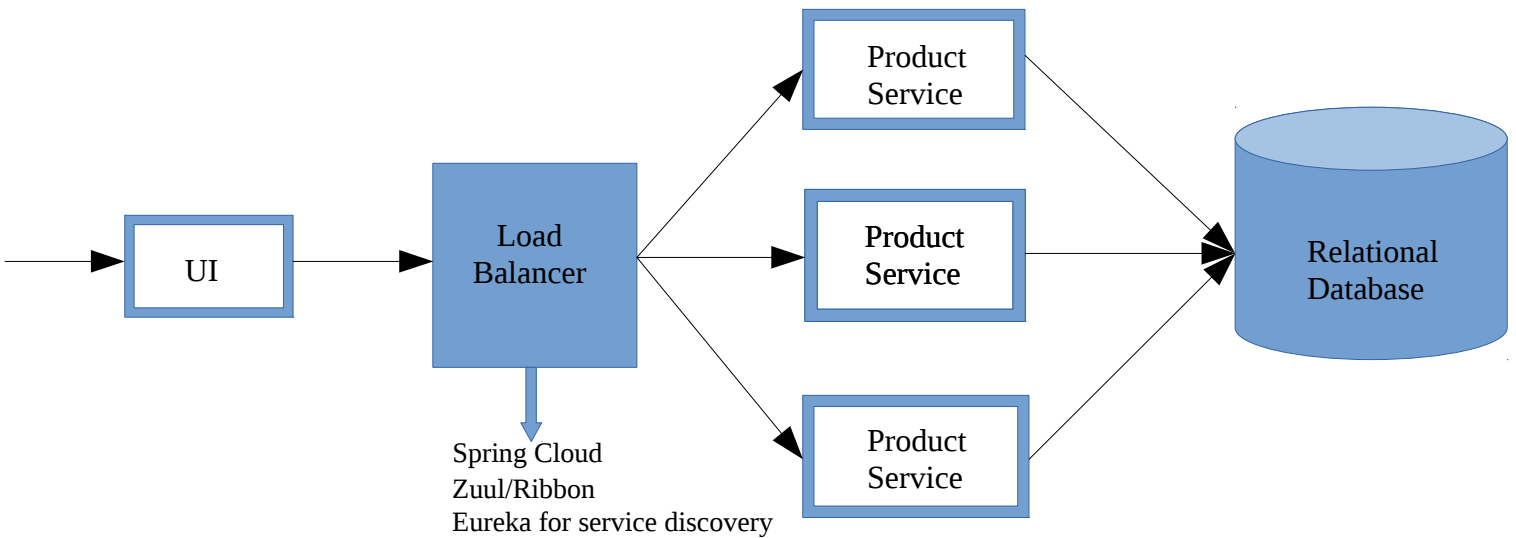 UI
Load
Balancer
Spring Cloud
Zuul/Ribbon
Eureka for service discovery
Product
Service
Product
Service
Product
Service
Relational
Database